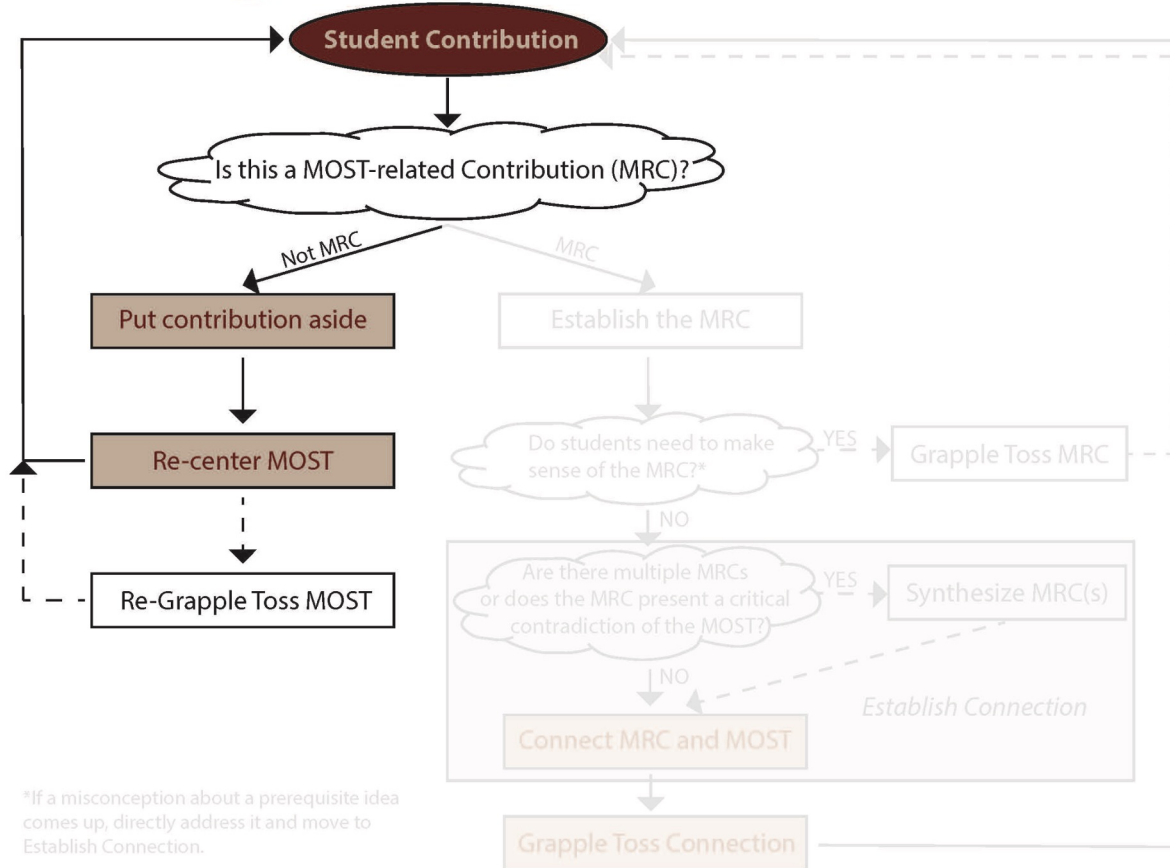 Student Contribution
Is this a MOST-related Contribution (MRC)?
Not MRC
MRC
Put contribution aside
Establish the MRC
Re-center MOST
Do students need to make
sense of the MRC?*
YES
Grapple Toss MRC
NO
Re-Grapple Toss MOST
Are there multiple MRCs
or does the MRC present a critical
contradiction of the MOST?
YES
Synthesize MRC(s)
NO
Establish Connection
Connect MRC and MOST
*If a misconception about a prerequisite idea
comes up, directly address it and move to
Establish Connection.
Grapple Toss Connection